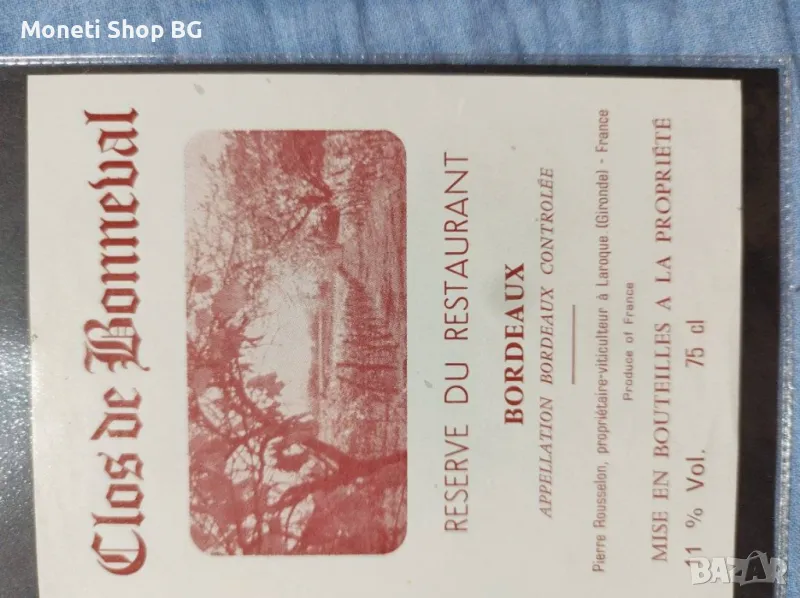 Moneti Shop BG
Clos de Bonneval
RESERVE DU RESTAURANT
BORDEAUX
APPELLATION BORDEAUX CONTROLÉE
Pierre Rousselon, propriétaire-viticulteur à Laroque (Gironde) - France
Produce of France
MISE EN BOUTEILLES A LA PROPRIÉTÉ
11 % Vol. 75 cl
BAZAR